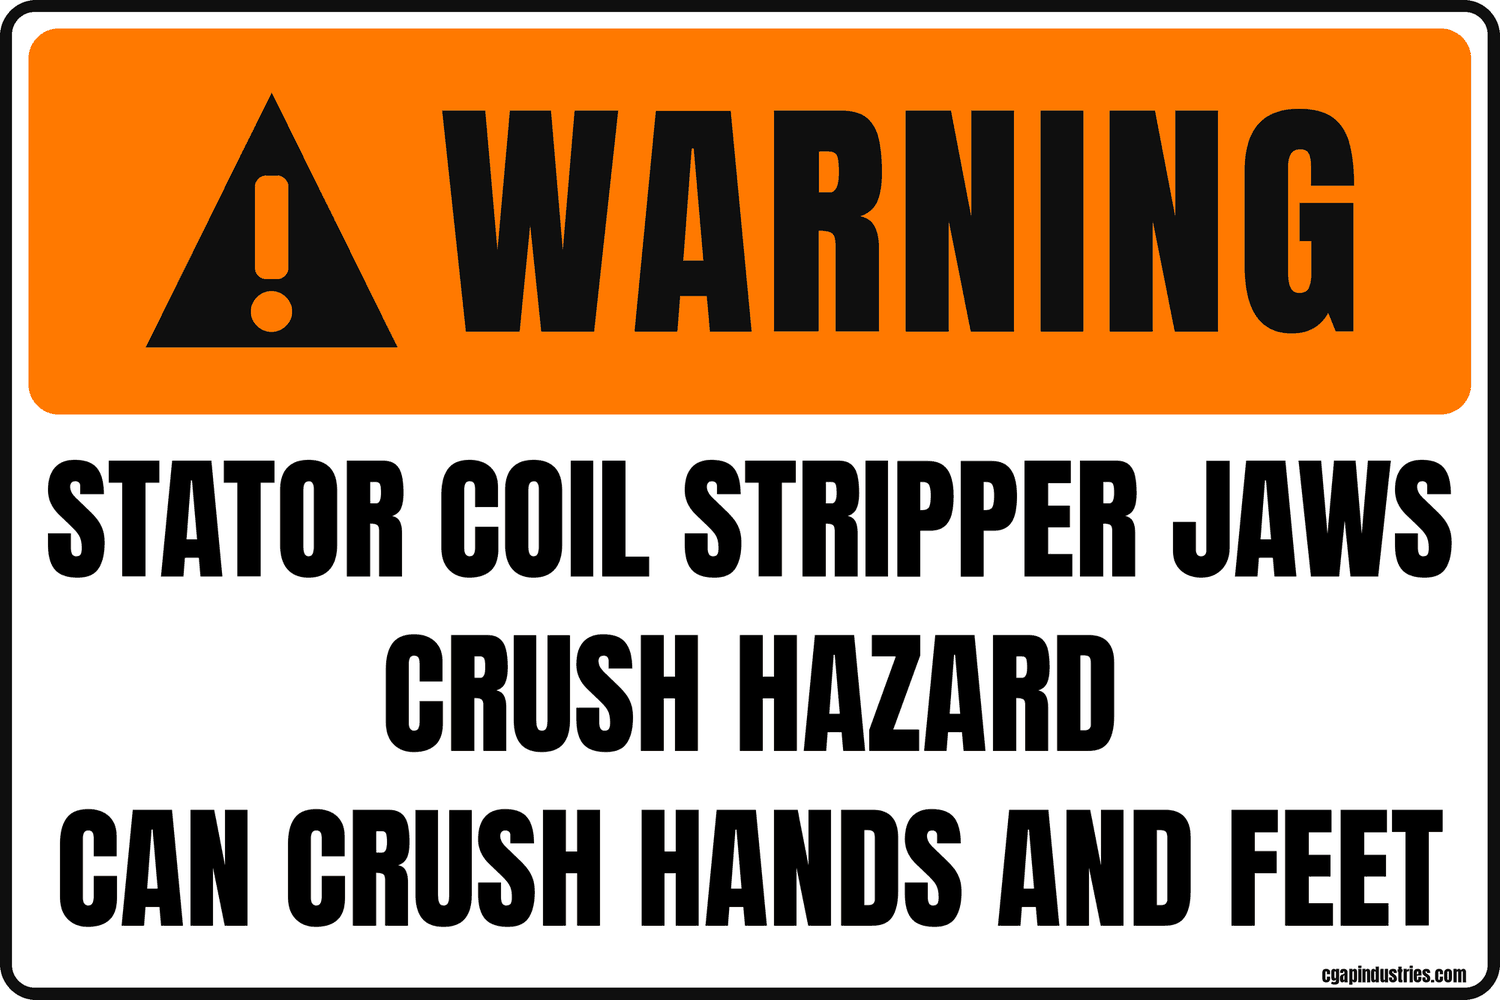 WARNING
STATOR COIL STRIPPER JAWS
CRUSH HAZARD
CAN CRUSH HANDS AND FEET
cgapindustries.com